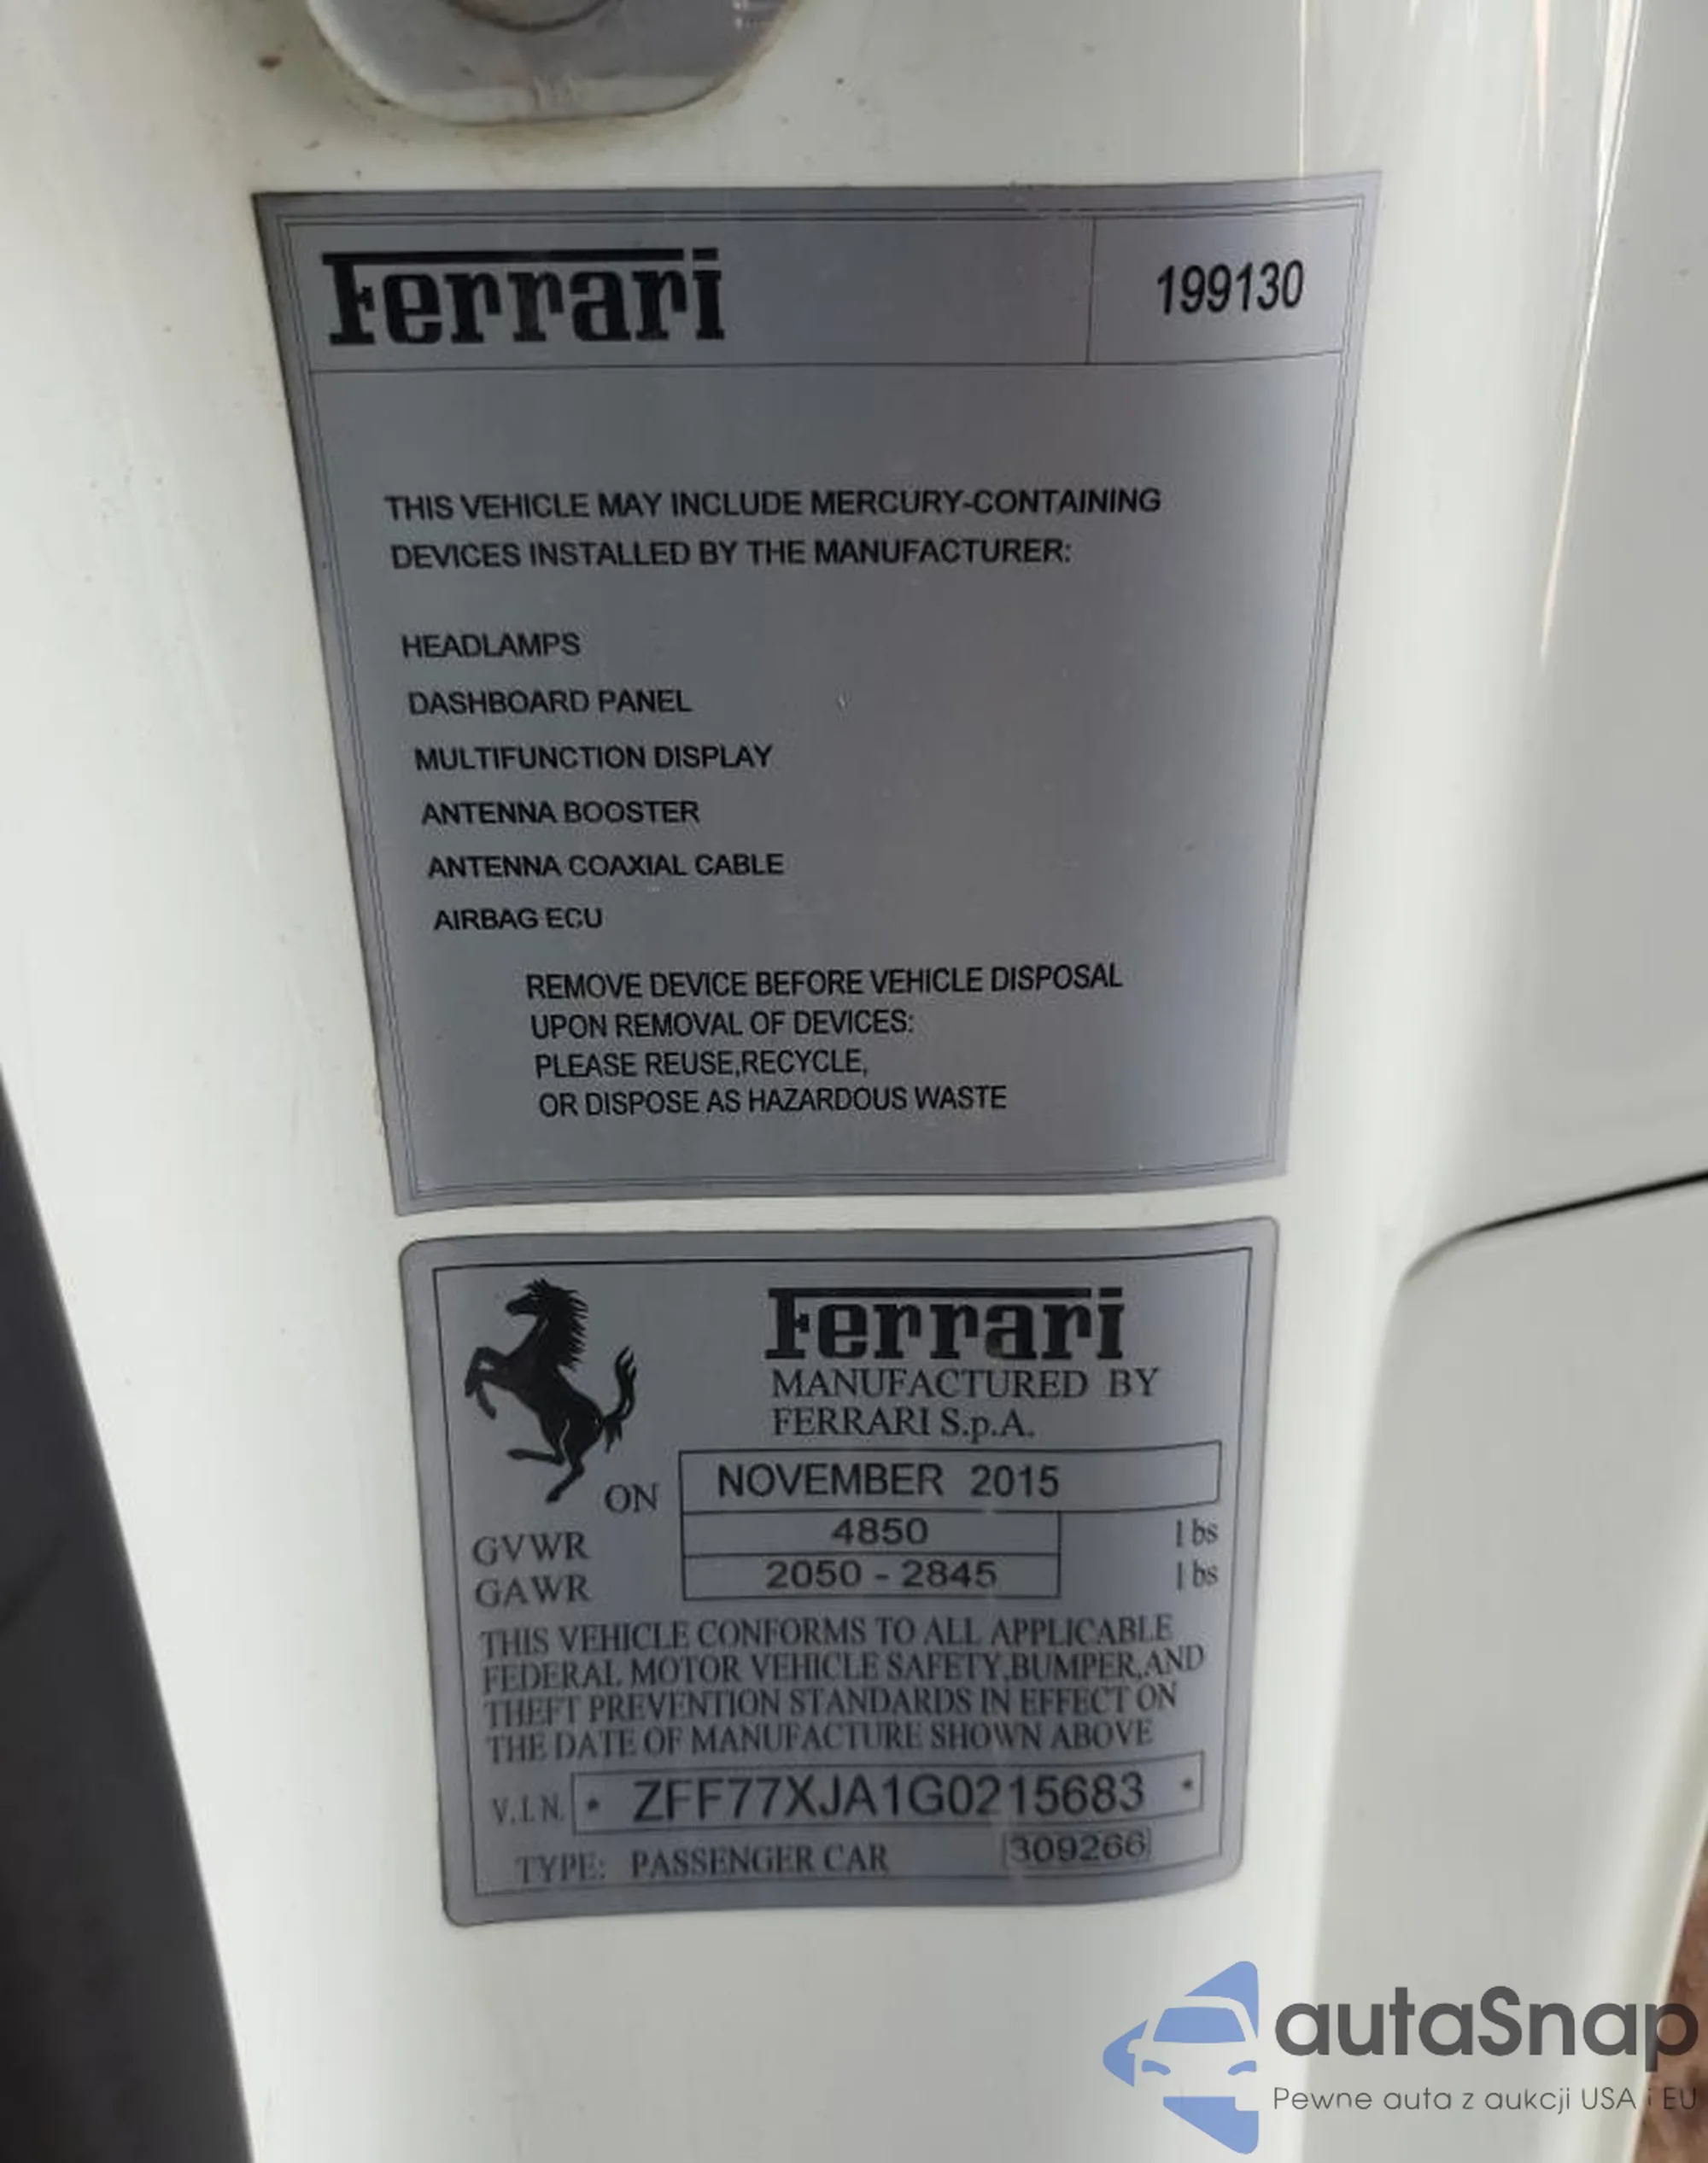 Ferrari 199130
THIS VEHICLE MAY INCLUDE MERCURY-CONTAINING
DEVICES INSTALLED BY THE MANUFACTURER:
HEADLAMPS
DASHBOARD PANEL
MULTIFUNCTION DISPLAY
ANTENNA BOOSTER
ANTENNA COAXIAL CABLE
AIRBAG ECU
REMOVE DEVICE BEFORE VEHICLE DISPOSAL
UPON REMOVAL OF DEVICES:
PLEASE REUSE,RECYCLE,
OR DISPOSE AS HAZARDOUS WASTE
Ferrari
MANUFACTURED BY
FERRARI S.p.A.
ON NOVEMBER 2015
GVWR 4850 lbs
GAWR 2050 - 2845 lbs
THIS VEHICLE CONFORMS TO ALL APPLICABLE
FEDERAL MOTOR VEHICLE SAFETY,BUMPER,AND
THEFT PREVENTION STANDARDS IN EFFECT ON
THE DATE OF MANUFACTURE SHOWN ABOVE
V.I.N. * ZFF77XJA1G0215683 *
TYPE: PASSENGER CAR 309266
autaSnap
Pewne auta z aukcji USA i EU